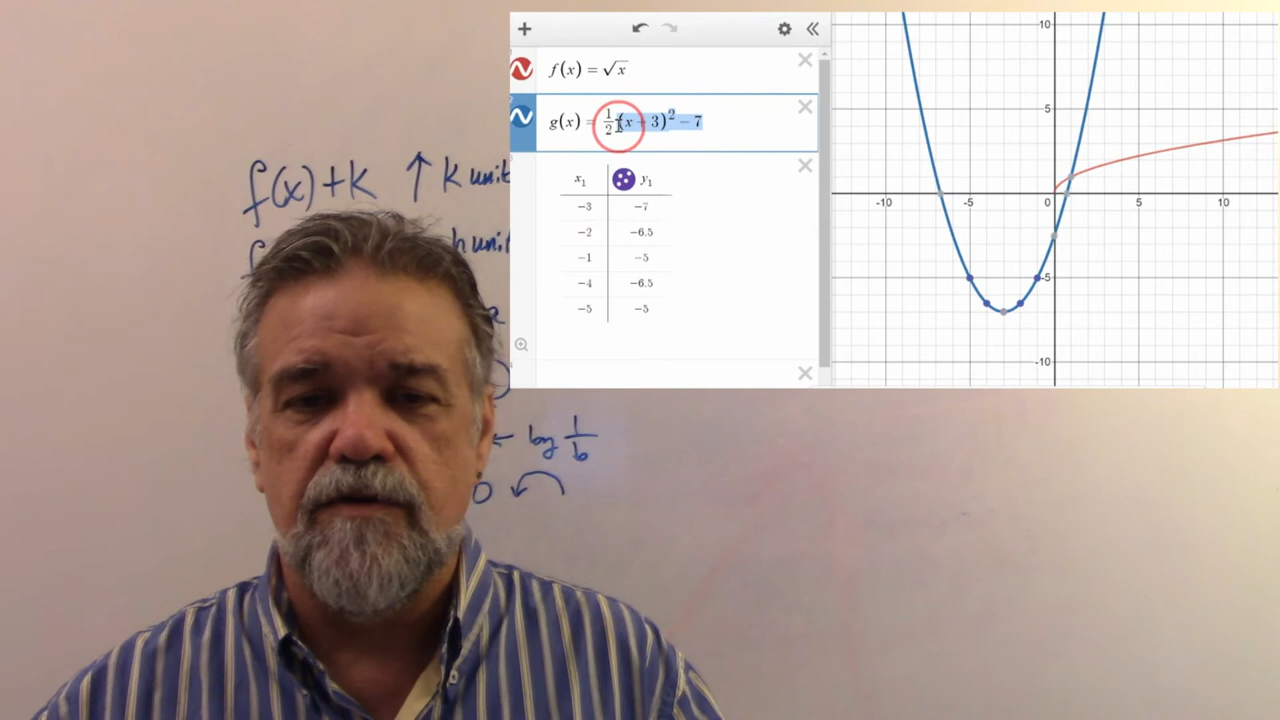 f(x) = √x
g(x) = 1/2 (x + 3)² − 7
x₁ y₁
−3 −7
−2 −6.5
−1 −5
−4 −6.5
−5 −5
10
5
-10 -5 0 5 10
-5
-10
f(x)+K ↑ K unit
h unit
← by 1/b